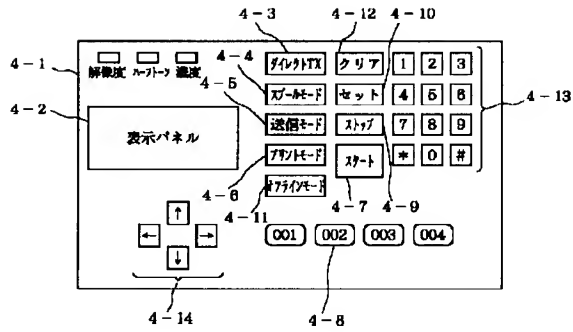 4-3 4-12 4-10
4-4
4-1
4-5
4-2
解像度 ハーフトーン 濃度
ダイレクトTX クリア 1 2 3
スプールモード セット 4 5 6
4-13
送信モード ストップ 7 8 9
表示パネル
プリントモード スタート * 0 #
4-6
オフラインモード
4-11 4-7 4-9
↑
← →
↓
001 002 003 004
4-14 4-8